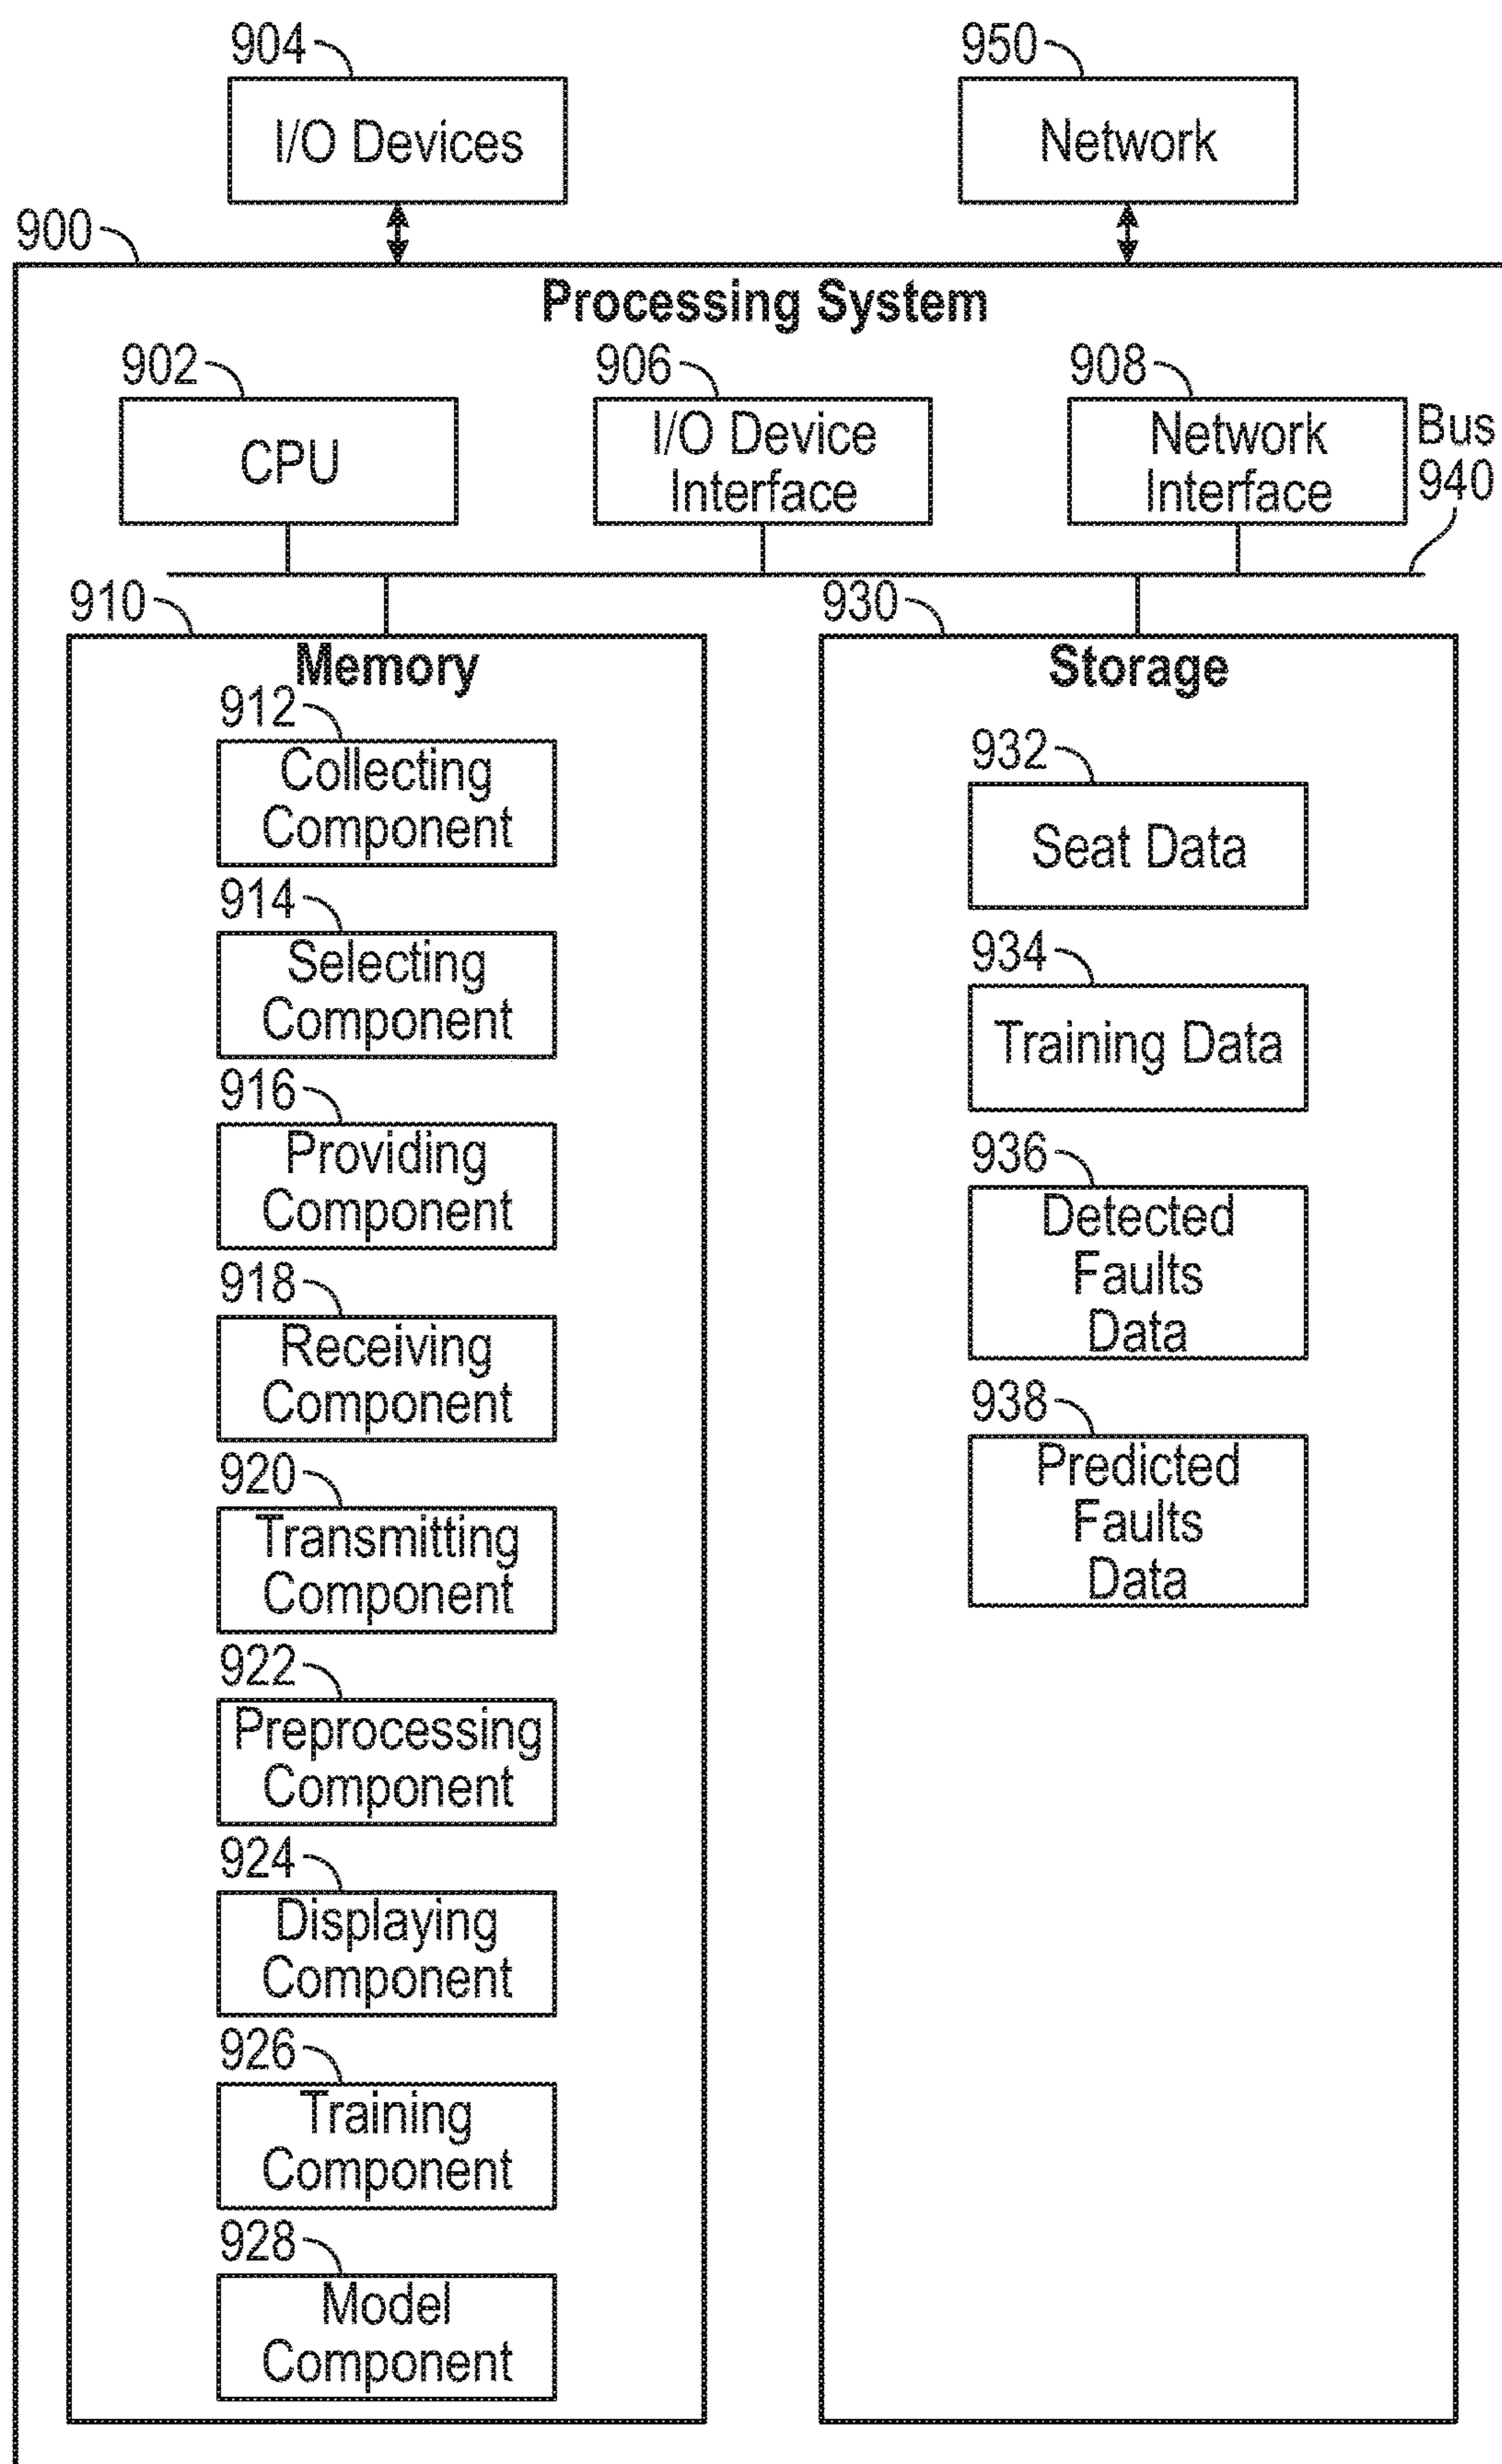 904
I/O Devices
950
Network
900
Processing System
902
CPU
906
I/O Device
Interface
908
Network
Interface
Bus
940
910
Memory
912
Collecting
Component
914
Selecting
Component
916
Providing
Component
918
Receiving
Component
920
Transmitting
Component
922
Preprocessing
Component
924
Displaying
Component
926
Training
Component
928
Model
Component
930
Storage
932
Seat Data
934
Training Data
936
Detected
Faults
Data
938
Predicted
Faults
Data